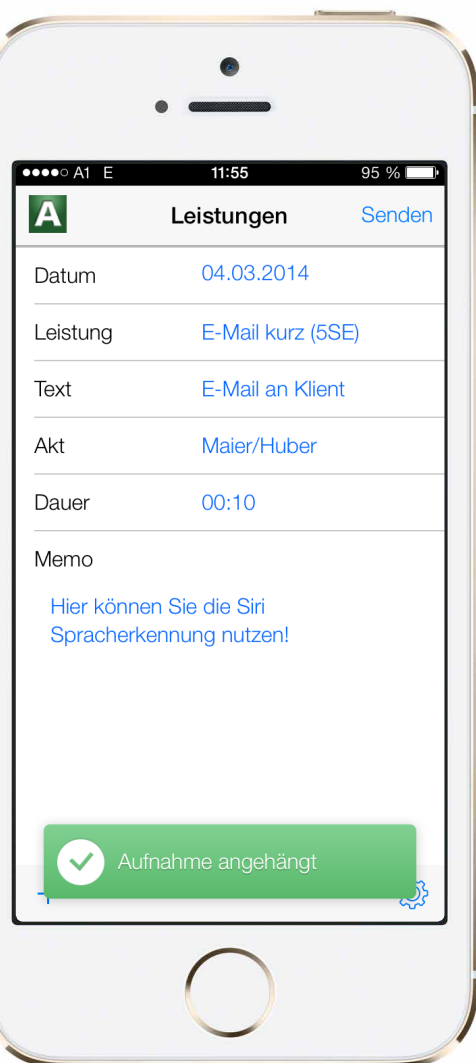 A1 E 11:55 95 %
A Leistungen Senden
Datum 04.03.2014
Leistung E-Mail kurz (5SE)
Text E-Mail an Klient
Akt Maier/Huber
Dauer 00:10
Memo
Hier können Sie die Siri
Spracherkennung nutzen!
Aufnahme angehängt